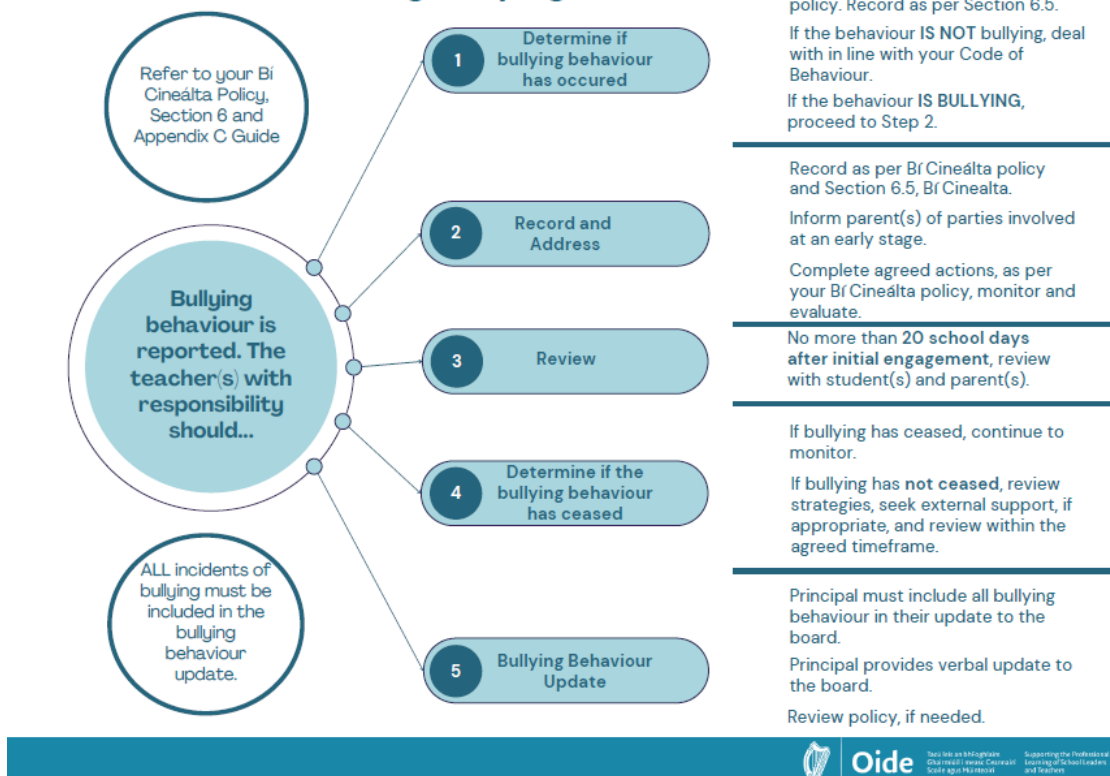 policy. Record as per Section 6.5.
If the behaviour IS NOT bullying, deal
with in line with your Code of
Behaviour.
If the behaviour IS BULLYING,
proceed to Step 2.
Refer to your Bí
Cineálta Policy,
Section 6 and
Appendix C Guide
1
Determine if
bullying behaviour
has occured
Record as per Bí Cineálta policy
and Section 6.5, Bí Cinealta.
Inform parent(s) of parties involved
at an early stage.
Complete agreed actions, as per
your Bí Cineálta policy, monitor and
evaluate.
2
Record and
Address
Bullying
behaviour is
reported. The
teacher(s) with
responsibility
should...
3
Review
No more than 20 school days
after initial engagement, review
with student(s) and parent(s).
4
Determine if the
bullying behaviour
has ceased
If bullying has ceased, continue to
monitor.
If bullying has not ceased, review
strategies, seek external support, if
appropriate, and review within the
agreed timeframe.
ALL incidents of
bullying must be
included in the
bullying
behaviour
update.
5
Bullying Behaviour
Update
Principal must include all bullying
behaviour in their update to the
board.
Principal provides verbal update to
the board.
Review policy, if needed.
Oide
Supporting the Professional
Learning of School Leaders
and Teachers